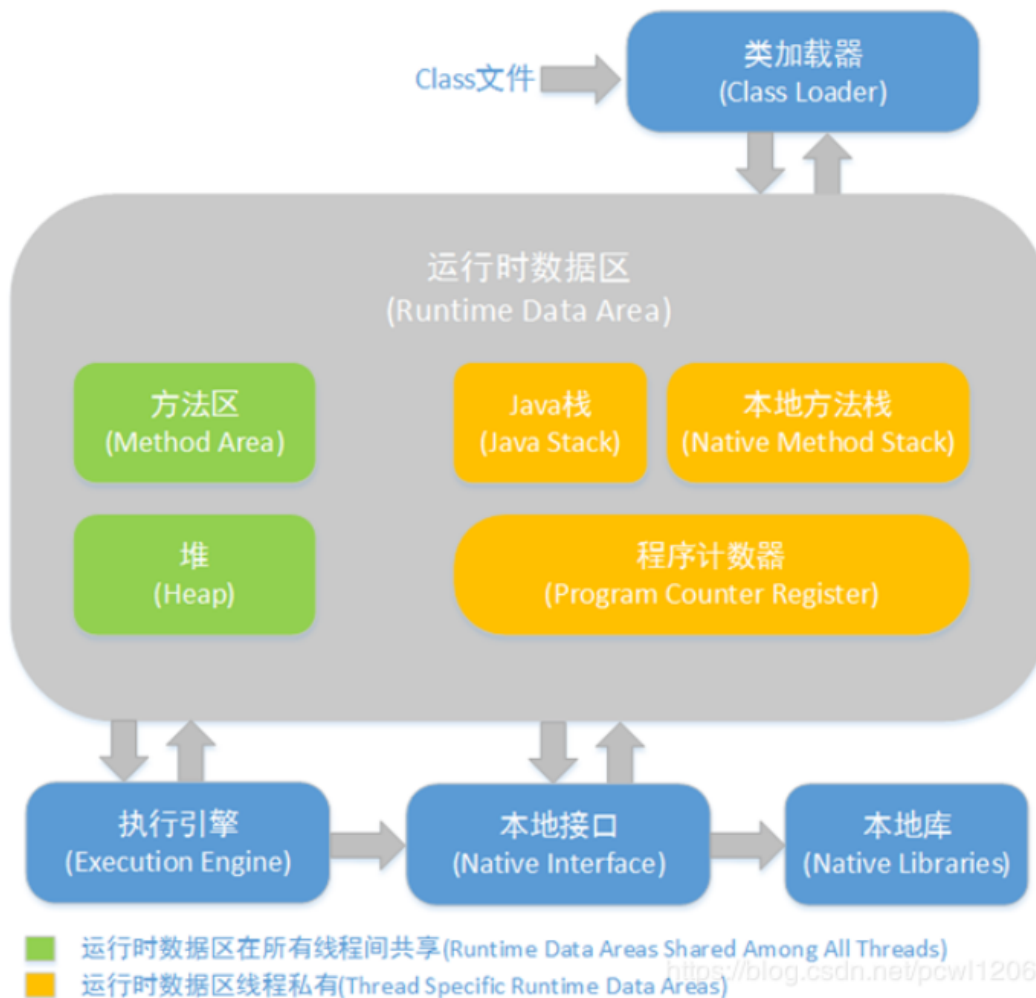 类加载器
(Class Loader)
Class文件
运行时数据区
(Runtime Data Area)
方法区
(Method Area)
Java栈
(Java Stack)
本地方法栈
(Native Method Stack)
堆
(Heap)
程序计数器
(Program Counter Register)
执行引擎
(Execution Engine)
本地接口
(Native Interface)
本地库
(Native Libraries)
运行时数据区在所有线程间共享(Runtime Data Areas Shared Among All Threads)
运行时数据区线程私有(Thread Specific Runtime Data Areas)
https://blog.csdn.net/pcwl1206